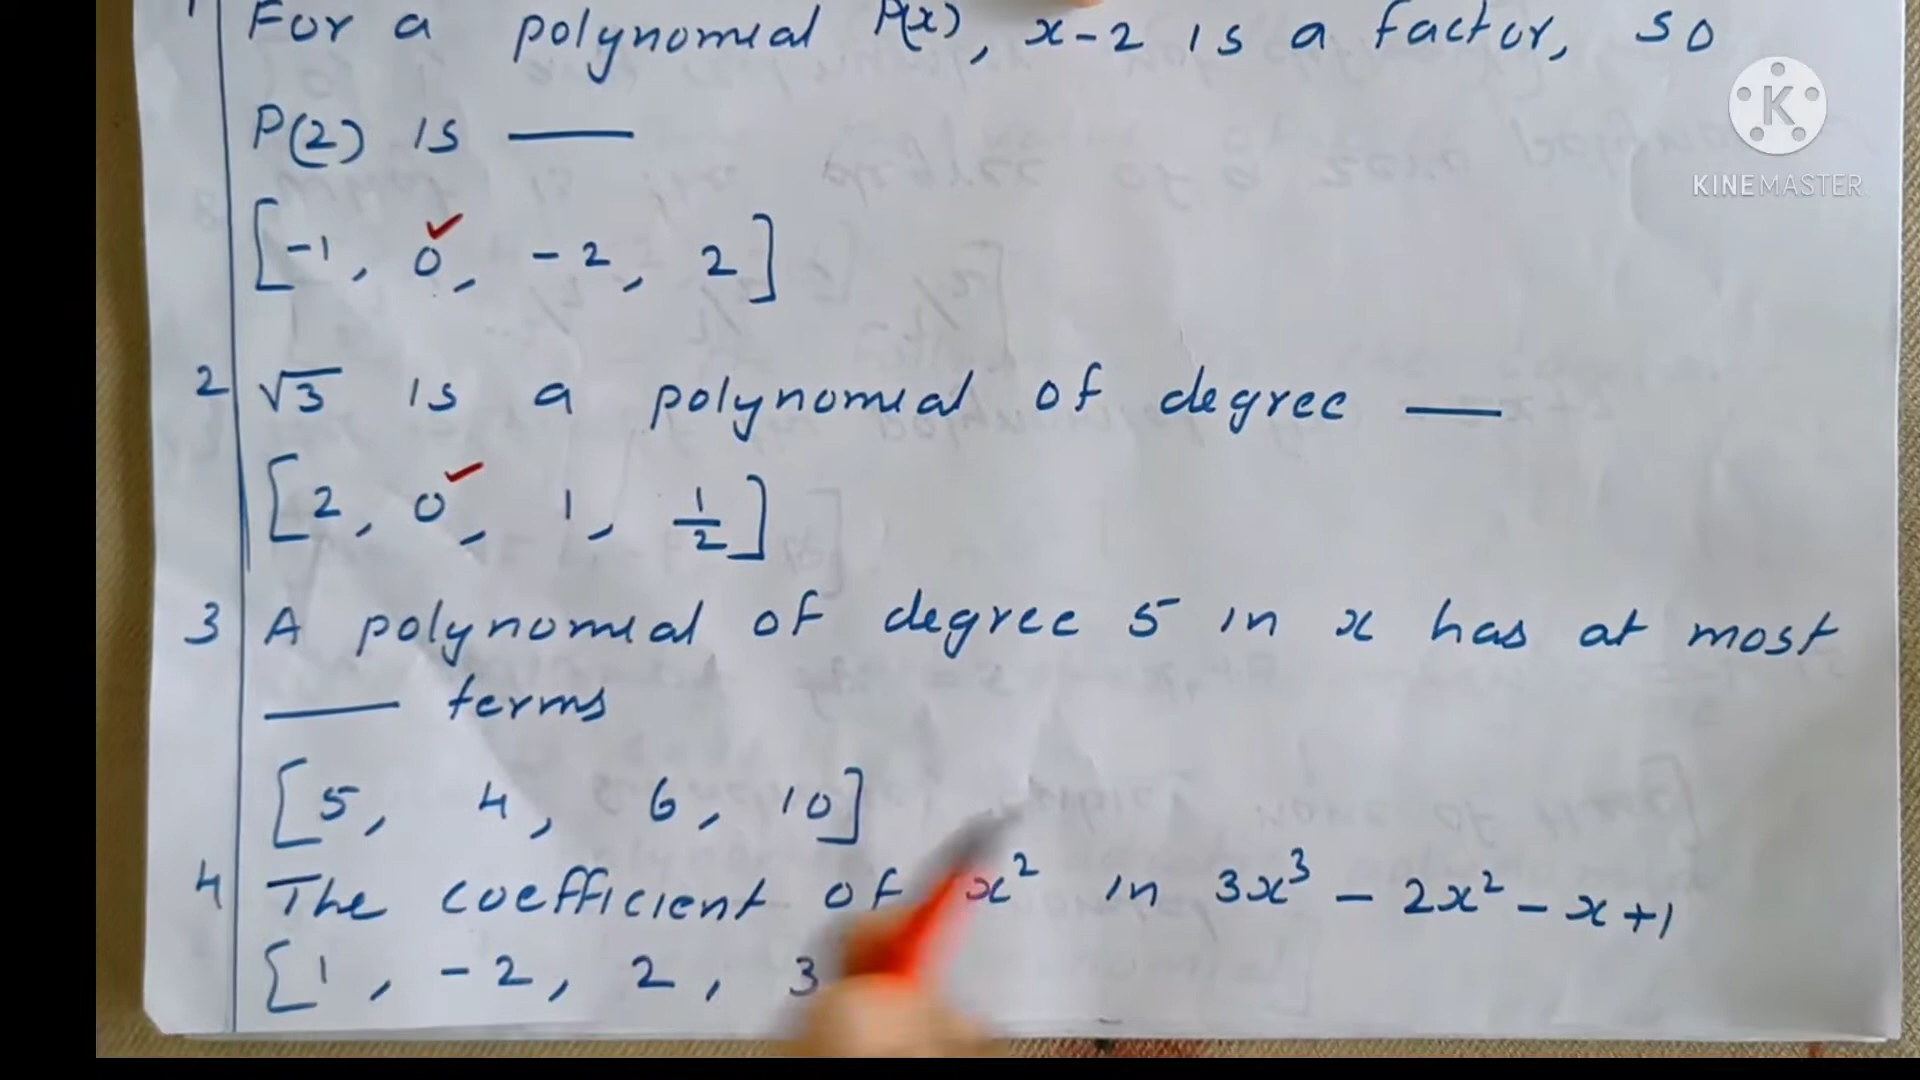 1 For a polynomial P(x), x-2 is a factor, so
P(2) is ___
[-1, 0, -2, 2]
KINEMASTER
2 √3 is a polynomial of degree ___
[2, 0, 1, 1/2]
3 A polynomial of degree 5 in x has at most
___ terms
[5, 4, 6, 10]
4 The coefficient of x² in 3x³ - 2x² - x + 1
[1, -2, 2, 3